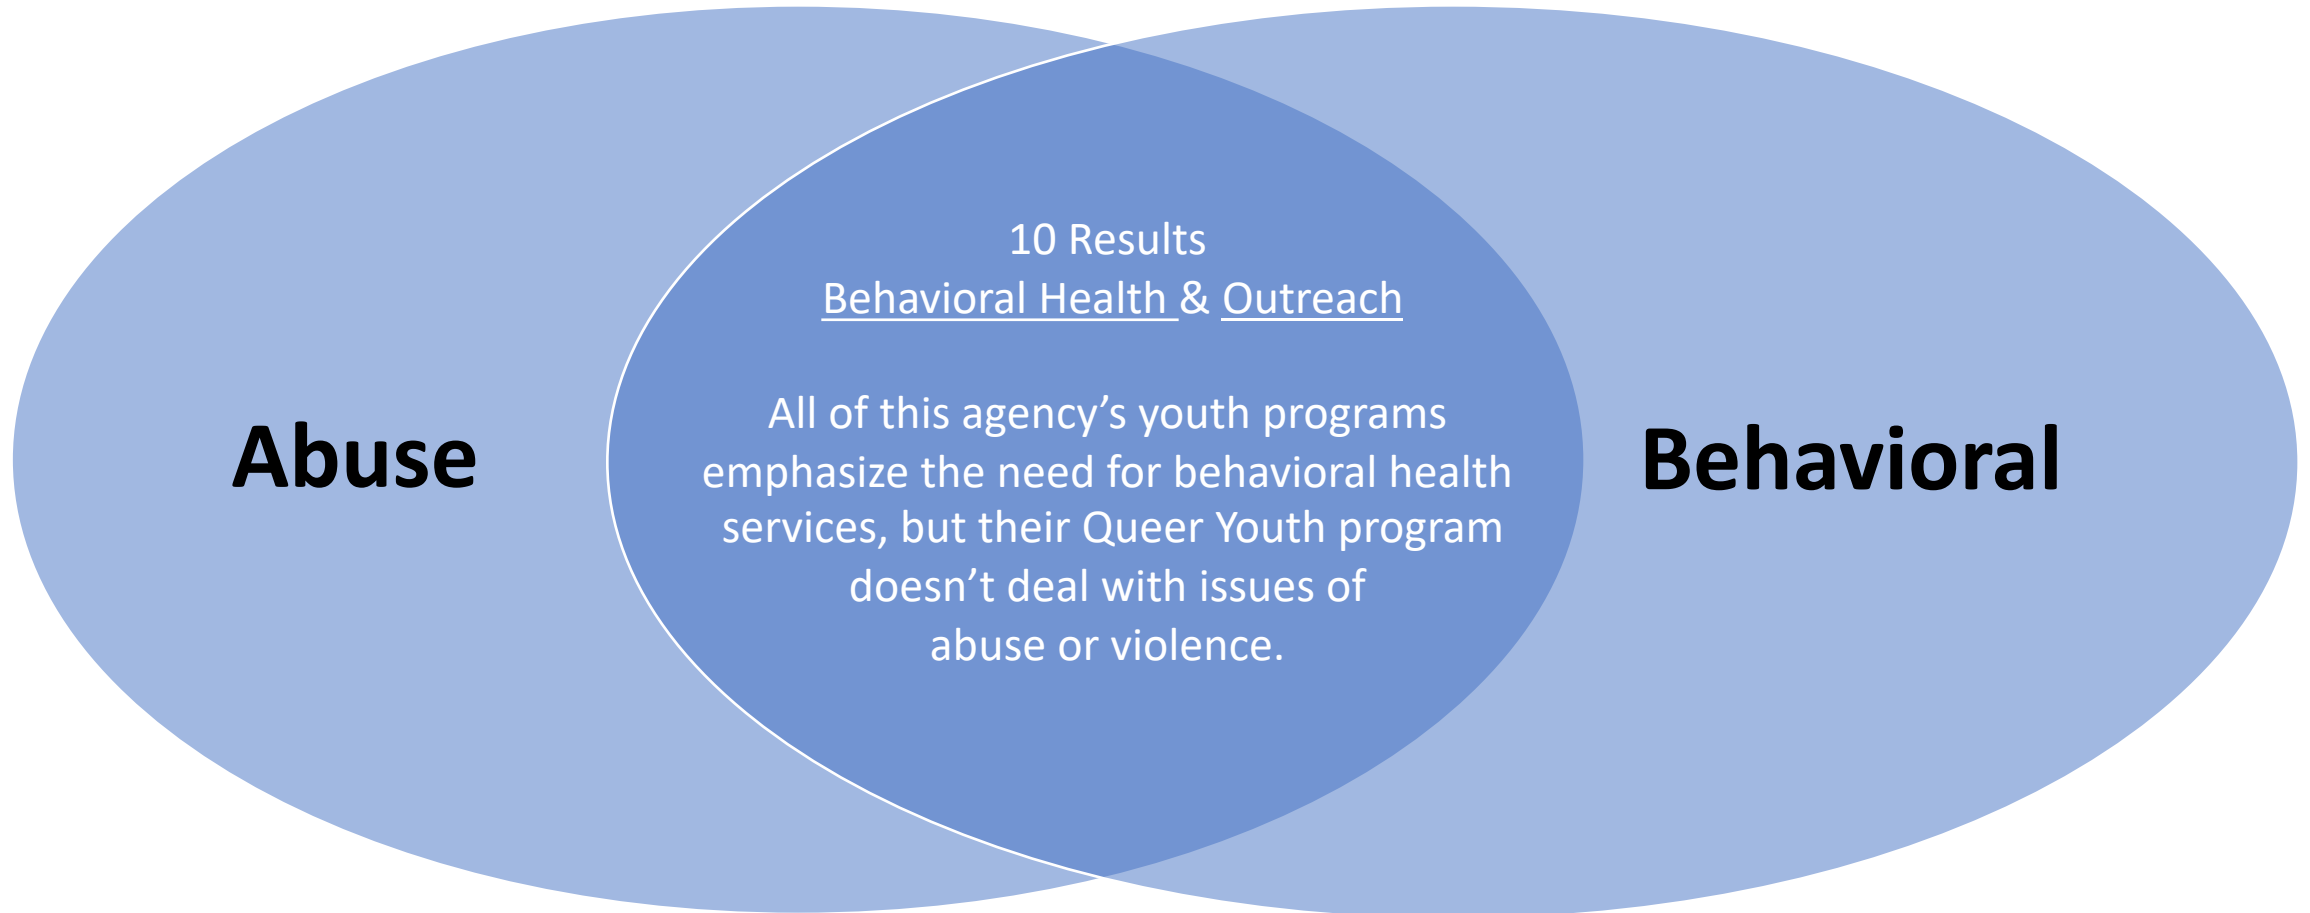 10 Results
Behavioral Health & Outreach
All of this agency’s youth programs
emphasize the need for behavioral health
services, but their Queer Youth program
doesn’t deal with issues of
abuse or violence.
Abuse
Behavioral